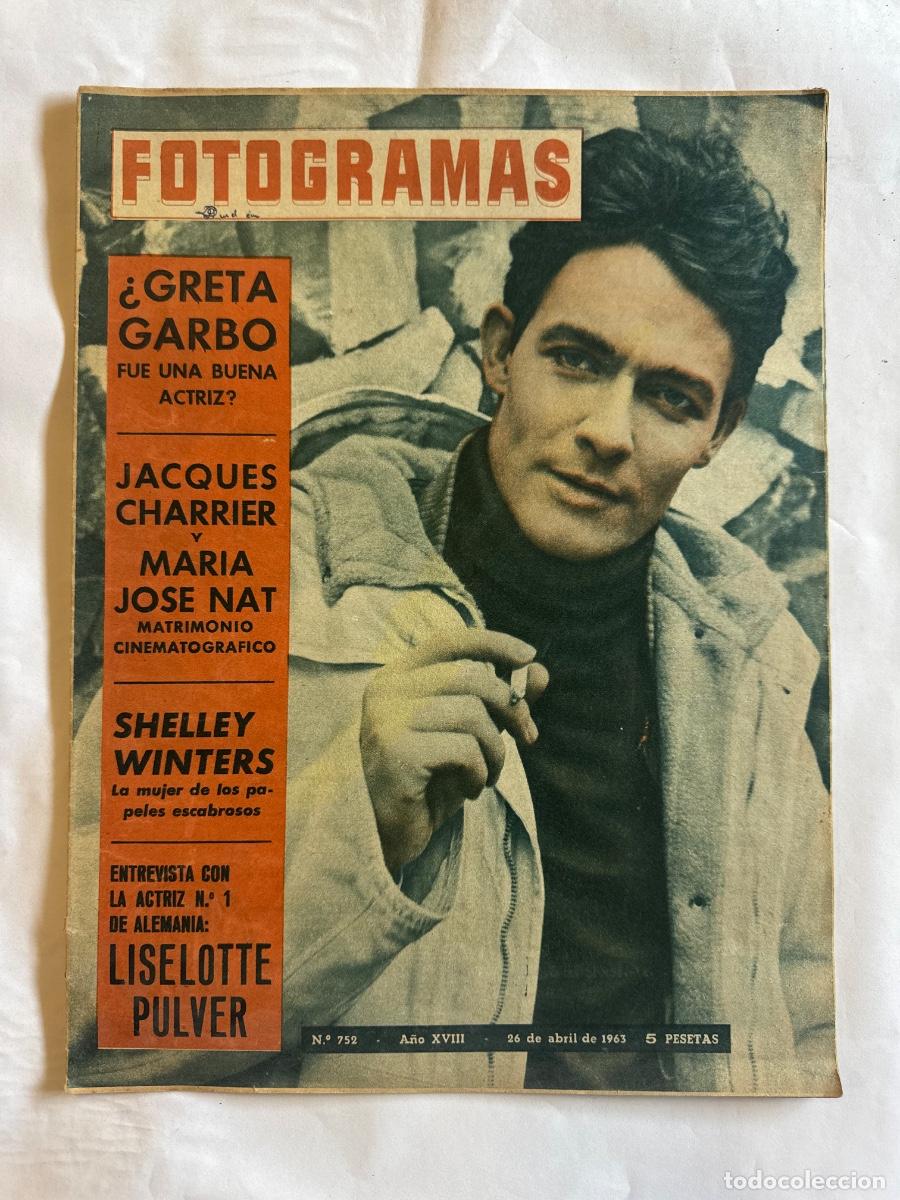 FOTOGRAMAS
¿GRETA
GARBO
FUE UNA BUENA
ACTRIZ?
JACQUES
CHARRIER
Y
MARIA
JOSE NAT
MATRIMONIO
CINEMATOGRAFICO
SHELLEY
WINTERS
La mujer de los pa-
peles escabrosos
ENTREVISTA CON
LA ACTRIZ N.º 1
DE ALEMANIA:
LISELOTTE
PULVER
N.º 752 - Año XVIII - 26 de abril de 1963 5 PESETAS
todocoleccion
todocoleccion